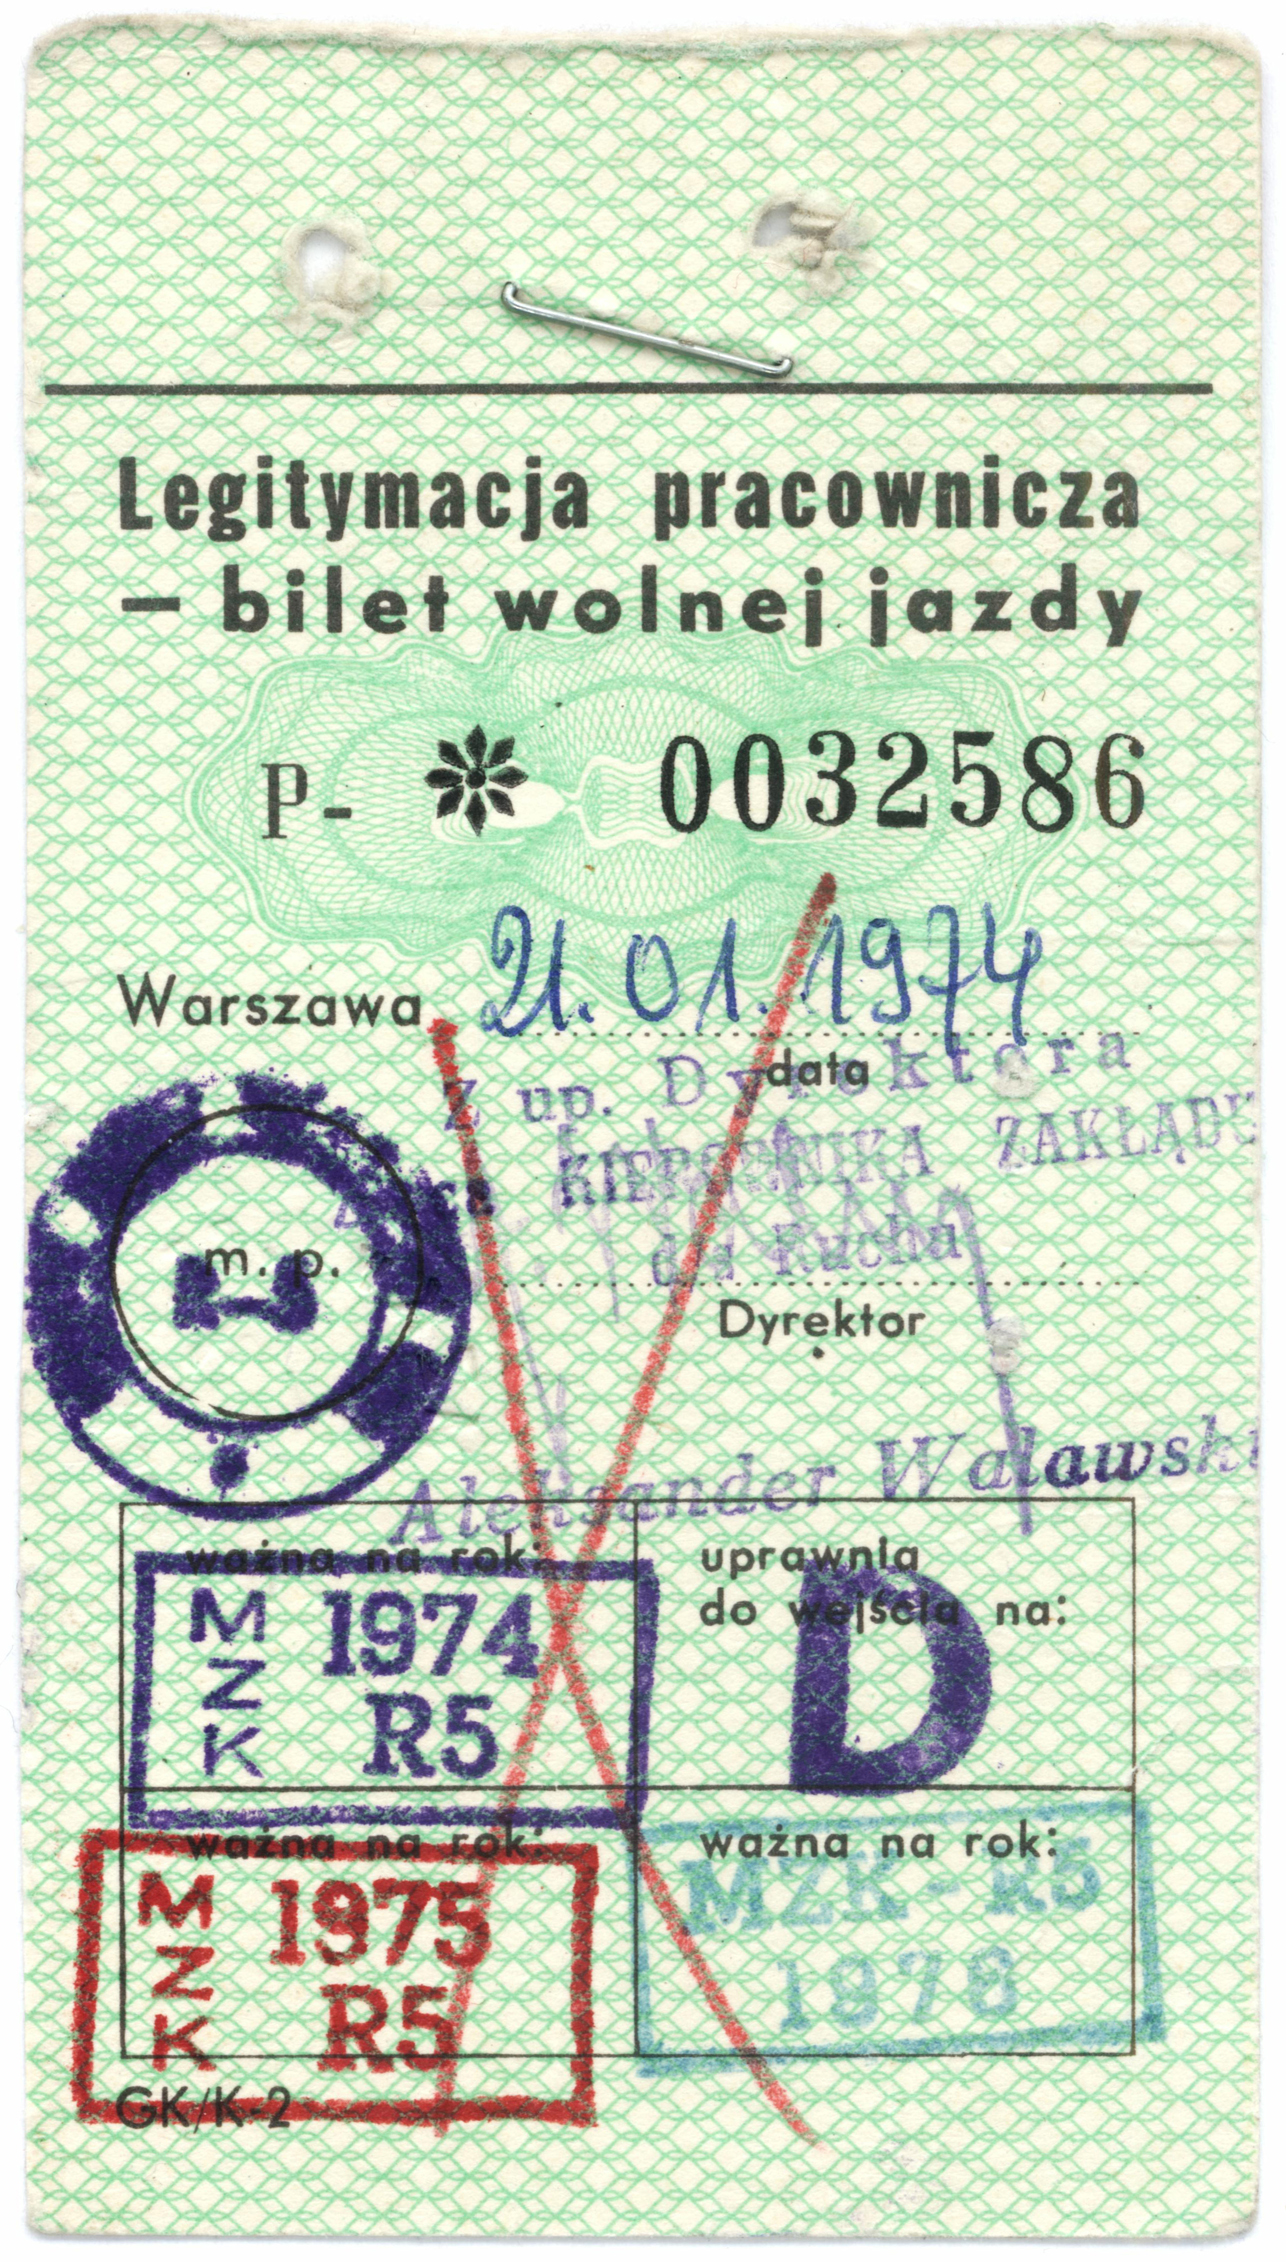 Legitymacja pracownicza
– bilet wolnej jazdy
P- * 0032586
Warszawa 21.01.1974
data
Z up. Dyrektora
KIEROWNIKA ZAKŁADU
d/s Ruchu
m. p.
Dyrektor
Aleksander Walawski
ważna na rok:
MZK 1974
R5
uprawnia
do wejścia na:
D
ważna na rok:
MZK 1975
R5
ważna na rok:
MZK - R5
1976
GK/K-2